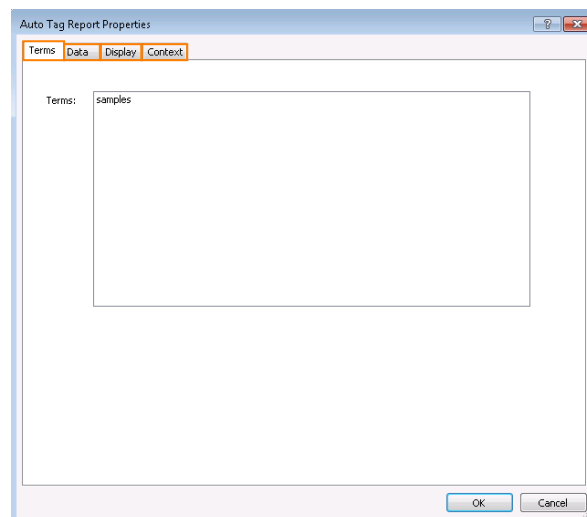 Auto Tag Report Properties
?
Terms Data Display Context
Terms: samples
OK Cancel